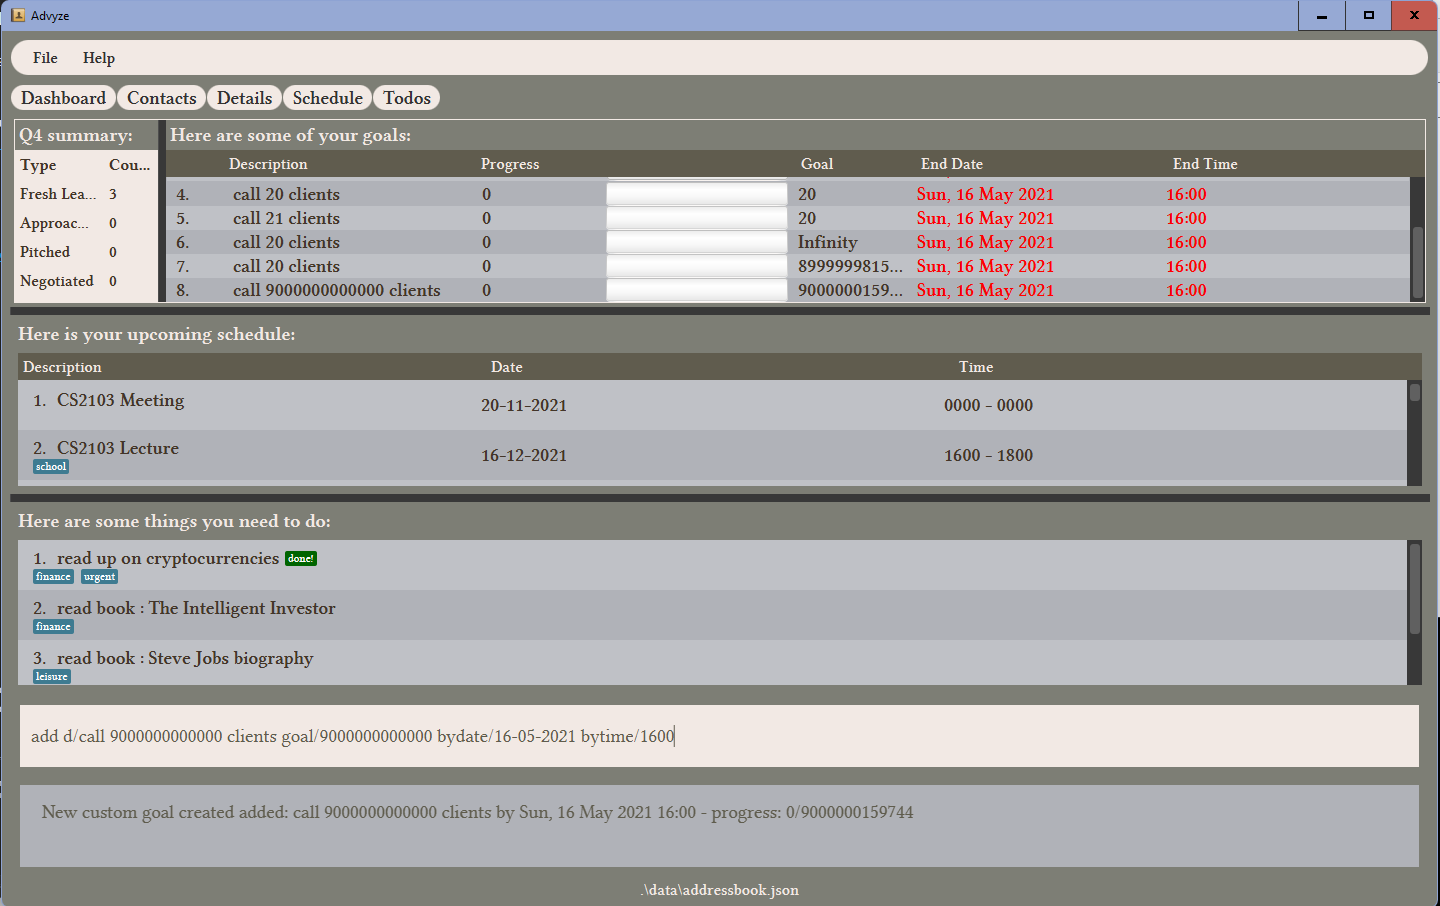 Advyze
File Help
Dashboard Contacts Details Schedule Todos
Q4 summary:
Type Cou...
Fresh Lea... 3
Approac... 0
Pitched 0
Negotiated 0
Here are some of your goals:
Description Progress Goal End Date End Time
4. call 20 clients 0 20 Sun, 16 May 2021 16:00
5. call 21 clients 0 20 Sun, 16 May 2021 16:00
6. call 20 clients 0 Infinity Sun, 16 May 2021 16:00
7. call 20 clients 0 8999999815... Sun, 16 May 2021 16:00
8. call 9000000000000 clients 0 9000000159... Sun, 16 May 2021 16:00
Here is your upcoming schedule:
Description Date Time
1. CS2103 Meeting 20-11-2021 0000 - 0000
2. CS2103 Lecture 16-12-2021 1600 - 1800
school
Here are some things you need to do:
1. read up on cryptocurrencies done!
finance urgent
2. read book : The Intelligent Investor
finance
3. read book : Steve Jobs biography
leisure
add d/call 9000000000000 clients goal/9000000000000 bydate/16-05-2021 bytime/1600
New custom goal created added: call 9000000000000 clients by Sun, 16 May 2021 16:00 - progress: 0/9000000159744
.\data\addressbook.json